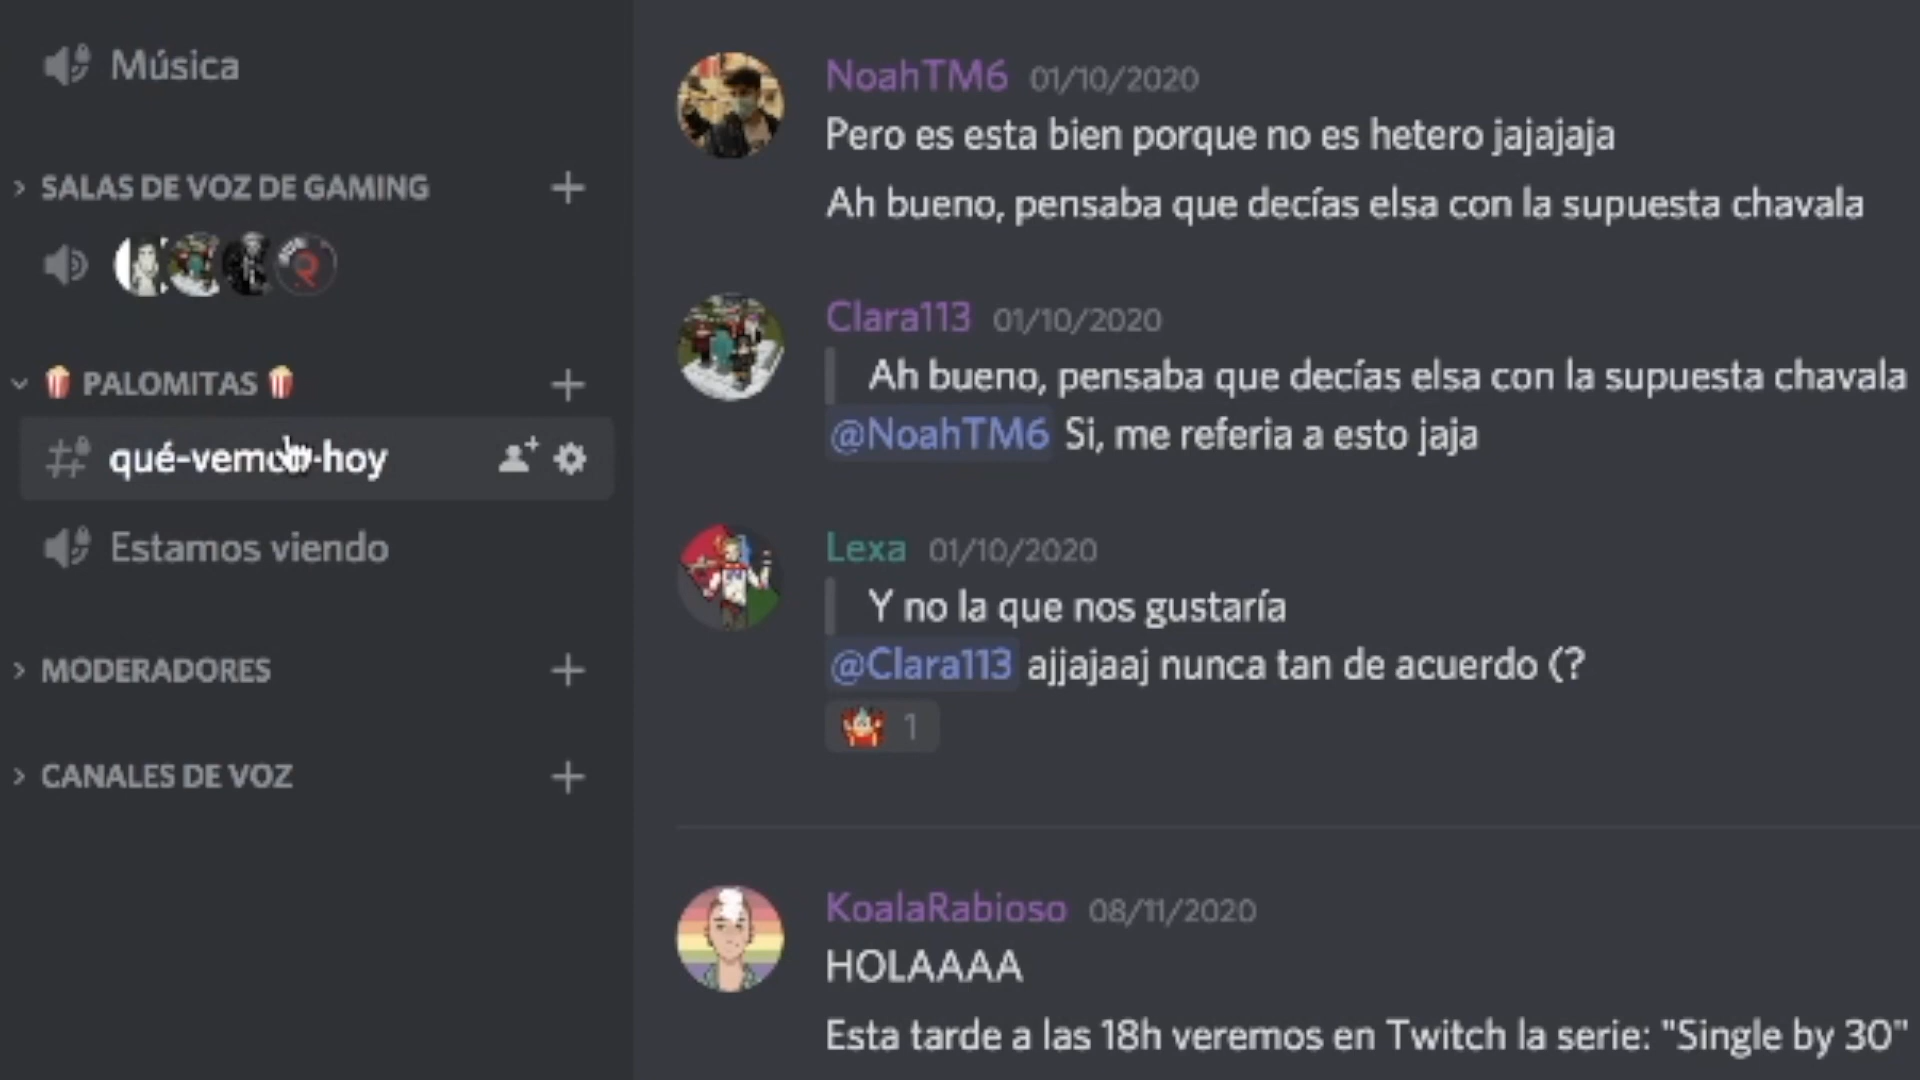 Música
SALAS DE VOZ DE GAMING
PALOMITAS
qué-vemos-hoy
Estamos viendo
MODERADORES
CANALES DE VOZ
NoahTM6 01/10/2020
Pero es esta bien porque no es hetero jajajaja
Ah bueno, pensaba que decías elsa con la supuesta chavala
Clara113 01/10/2020
Ah bueno, pensaba que decías elsa con la supuesta chavala
@NoahTM6 Si, me referia a esto jaja
Lexa 01/10/2020
Y no la que nos gustaría
@Clara113 ajjajaaj nunca tan de acuerdo (?
1
KoalaRabioso 08/11/2020
HOLAAAA
Esta tarde a las 18h veremos en Twitch la serie: "Single by 30"